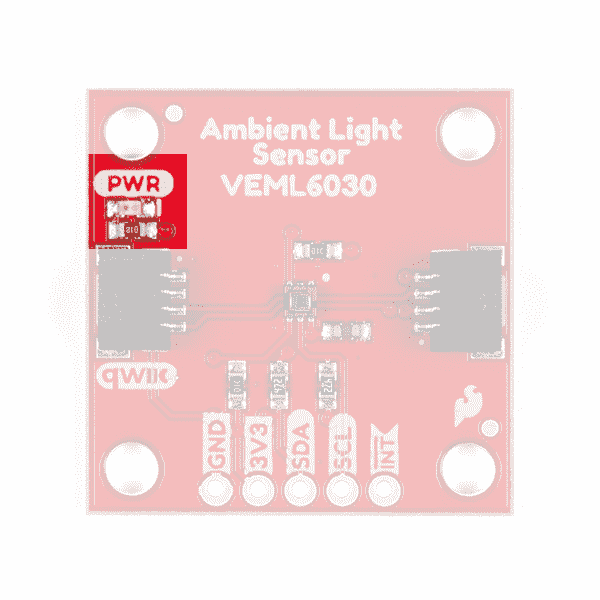 Ambient Light
Sensor
VEML6030
PWR
qwiic
GND
3V3
SDA
SCL
INT